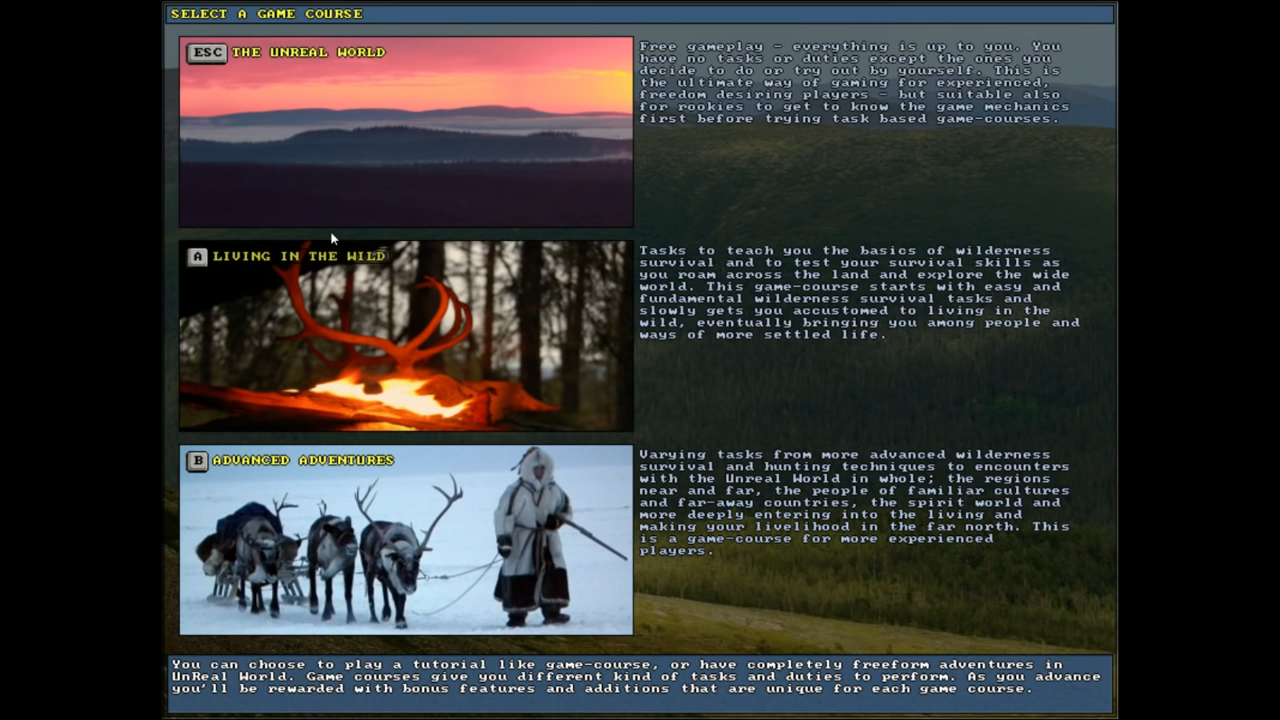 SELECT A GAME COURSE
ESC THE UNREAL WORLD
Free gameplay - everything is up to you. You
have no tasks or duties except the ones you
decide to do or try out by yourself. This is
the ultimate way of gaming for experienced,
freedom desiring players - but suitable also
for rookies to get to know the game mechanics
first before trying task based game-courses.
A LIVING IN THE WILD
Tasks to teach you the basics of wilderness
survival and to test your survival skills as
you roam across the land and explore the wide
world. This game-course starts with easy and
fundamental wilderness survival tasks and
slowly gets you accustomed to living in the
wild, eventually bringing you among people and
ways of more settled life.
B ADVANCED ADVENTURES
Varying tasks from more advanced wilderness
survival and hunting techniques to encounters
with the Unreal World in whole; the regions
near and far, the people of familiar cultures
and far-away countries, the spirit world and
more deeply entering into the living and
making your livelihood in the far north. This
is a game-course for more experienced
players.
You can choose to play a tutorial like game-course, or have completely freeform adventures in
UnReal World. Game courses give you different kind of tasks and duties to perform. As you advance
you'll be rewarded with bonus features and additions that are unique for each game course.